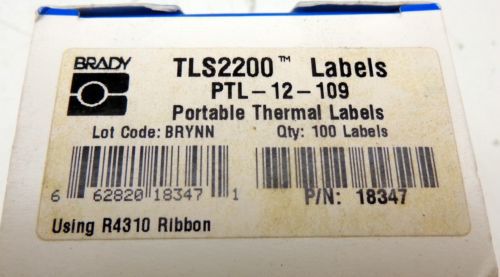 BRADY
TLS2200™ Labels
PTL-12-109
Portable Thermal Labels
Lot Code: BRYNN Qty: 100 Labels
6 62820 18347 1
P/N: 18347
Using R4310 Ribbon